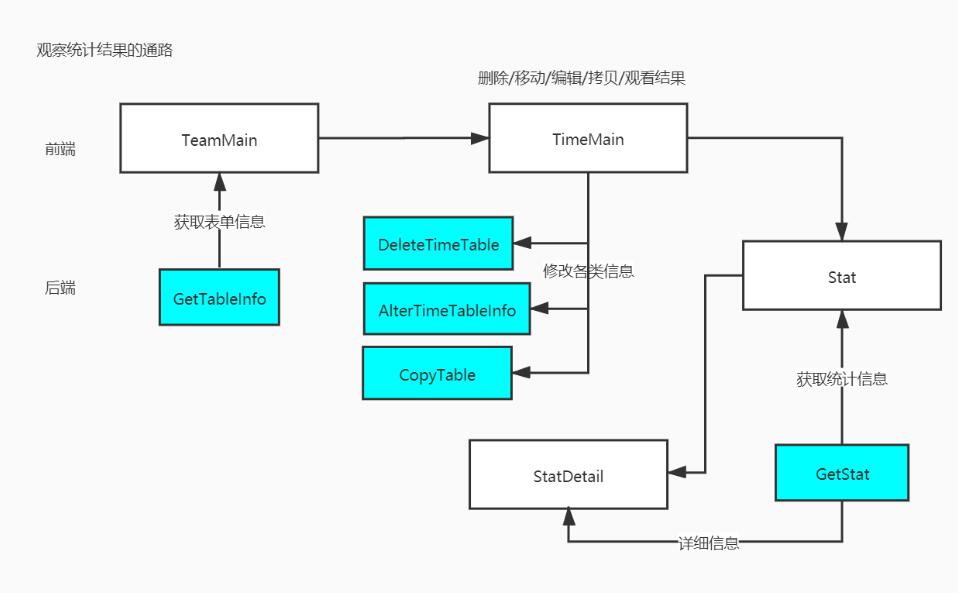 观察统计结果的通路
删除/移动/编辑/拷贝/观看结果
前端
TeamMain
TimeMain
获取表单信息
DeleteTimeTable
修改各类信息
Stat
后端
GetTableInfo
AlterTimeTableInfo
CopyTable
获取统计信息
StatDetail
GetStat
详细信息